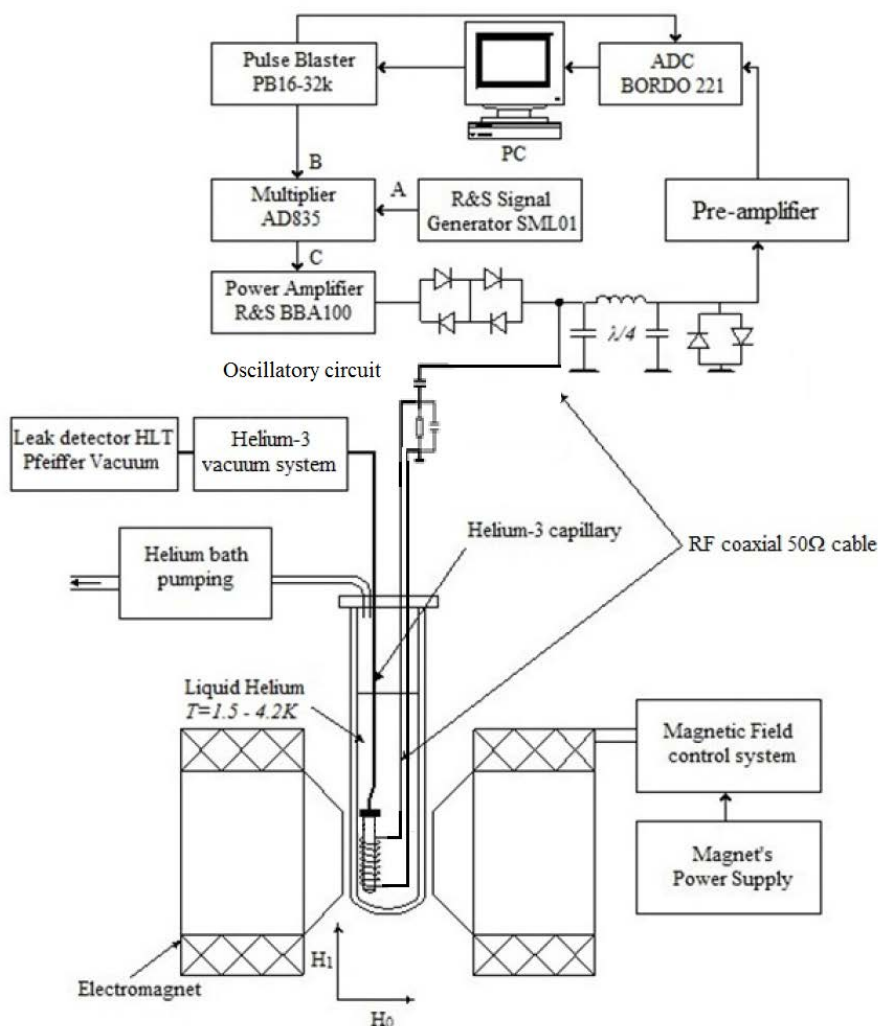 Pulse Blaster
PB16-32k
PC
ADC
BORDO 221
B
Multiplier
AD835
A
R&S Signal
Generator SML01
Pre-amplifier
C
Power Amplifier
R&S BBA100
λ/4
Oscillatory circuit
Leak detector HLT
Pfeiffer Vacuum
Helium-3
vacuum system
Helium-3 capillary
RF coaxial 50Ω cable
Helium bath
pumping
Liquid Helium
T=1.5 - 4.2K
Magnetic Field
control system
Magnet's
Power Supply
Electromagnet
H1
H0